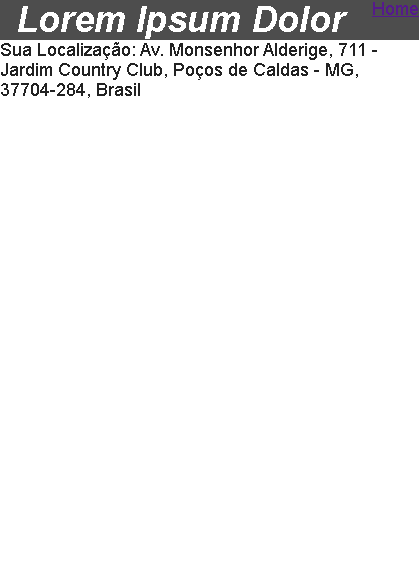 Lorem Ipsum Dolor Home
Sua Localização: Av. Monsenhor Alderige, 711 -
Jardim Country Club, Poços de Caldas - MG,
37704-284, Brasil